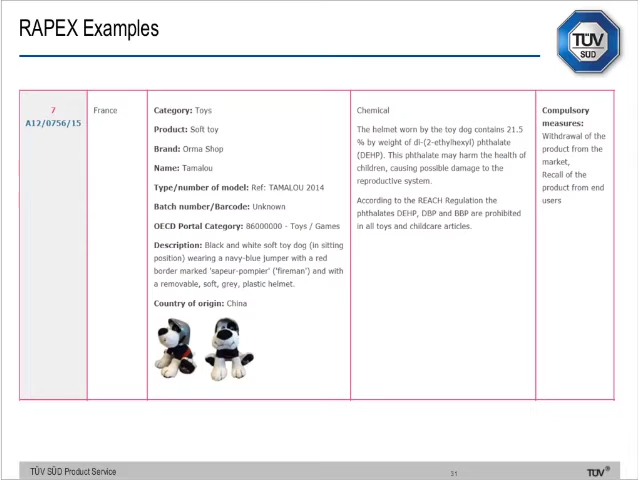 RAPEX Examples
TÜV
SÜD
7
A12/0756/15
France
Category: Toys
Product: Soft toy
Brand: Orma Shop
Name: Tamalou
Type/number of model: Ref: TAMALOU 2014
Batch number/Barcode: Unknown
OECD Portal Category: 86000000 - Toys / Games
Description: Black and white soft toy dog (in sitting
position) wearing a navy-blue jumper with a red
border marked 'sapeur-pompier' ('fireman') and with
a removable, soft, grey, plastic helmet.
Country of origin: China
Chemical
The helmet worn by the toy dog contains 21.5
% by weight of di-(2-ethylhexyl) phthalate
(DEHP). This phthalate may harm the health of
children, causing possible damage to the
reproductive system.
According to the REACH Regulation the
phthalates DEHP, DBP and BBP are prohibited
in all toys and childcare articles.
Compulsory
measures:
Withdrawal of the
product from the
market,
Recall of the
product from end
users
TÜV SÜD Product Service
51
TÜV®